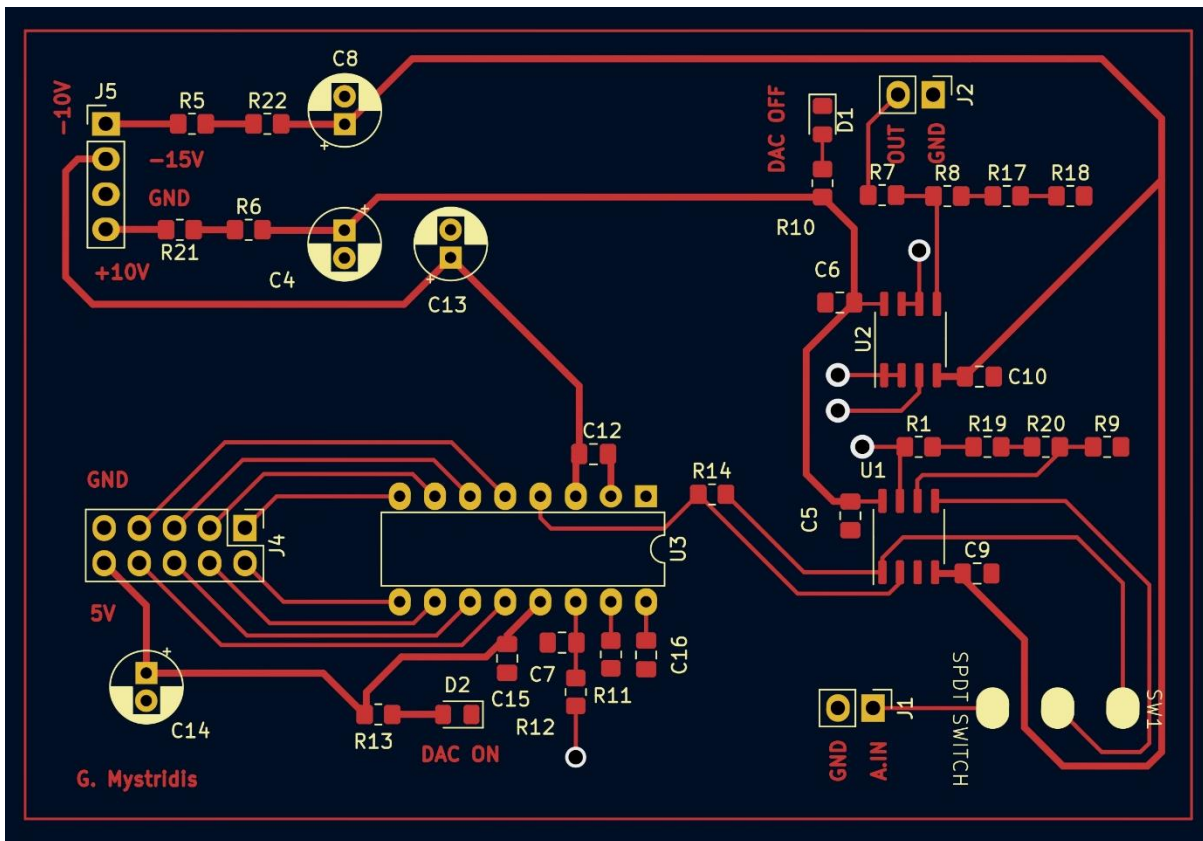 C8
J5
-10V
R5
R22
-15V
GND
R6
R21
+10V
C4
C13
DAC OFF
D1
J2
OUT
GND
R7
R8
R17
R18
R10
C6
U2
C10
R1
R19
R20
R9
U1
C12
R14
GND
J4
U3
C5
C9
5V
C7
C16
C15
R11
D2
R12
R13
C14
DAC ON
J1
GND
A.IN
SPDT SWITCH
SW1
G. Mystridis
+
+
+
+